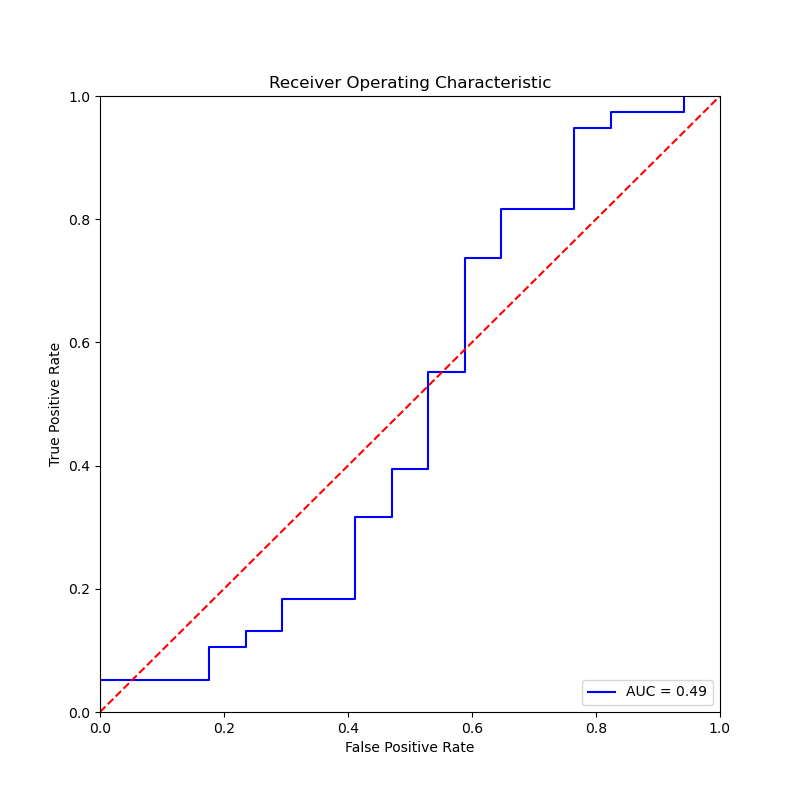 Receiver Operating Characteristic
True Positive Rate
1.0
0.8
0.6
0.4
0.2
0.0
AUC = 0.49
0.0 0.2 0.4 0.6 0.8 1.0
False Positive Rate